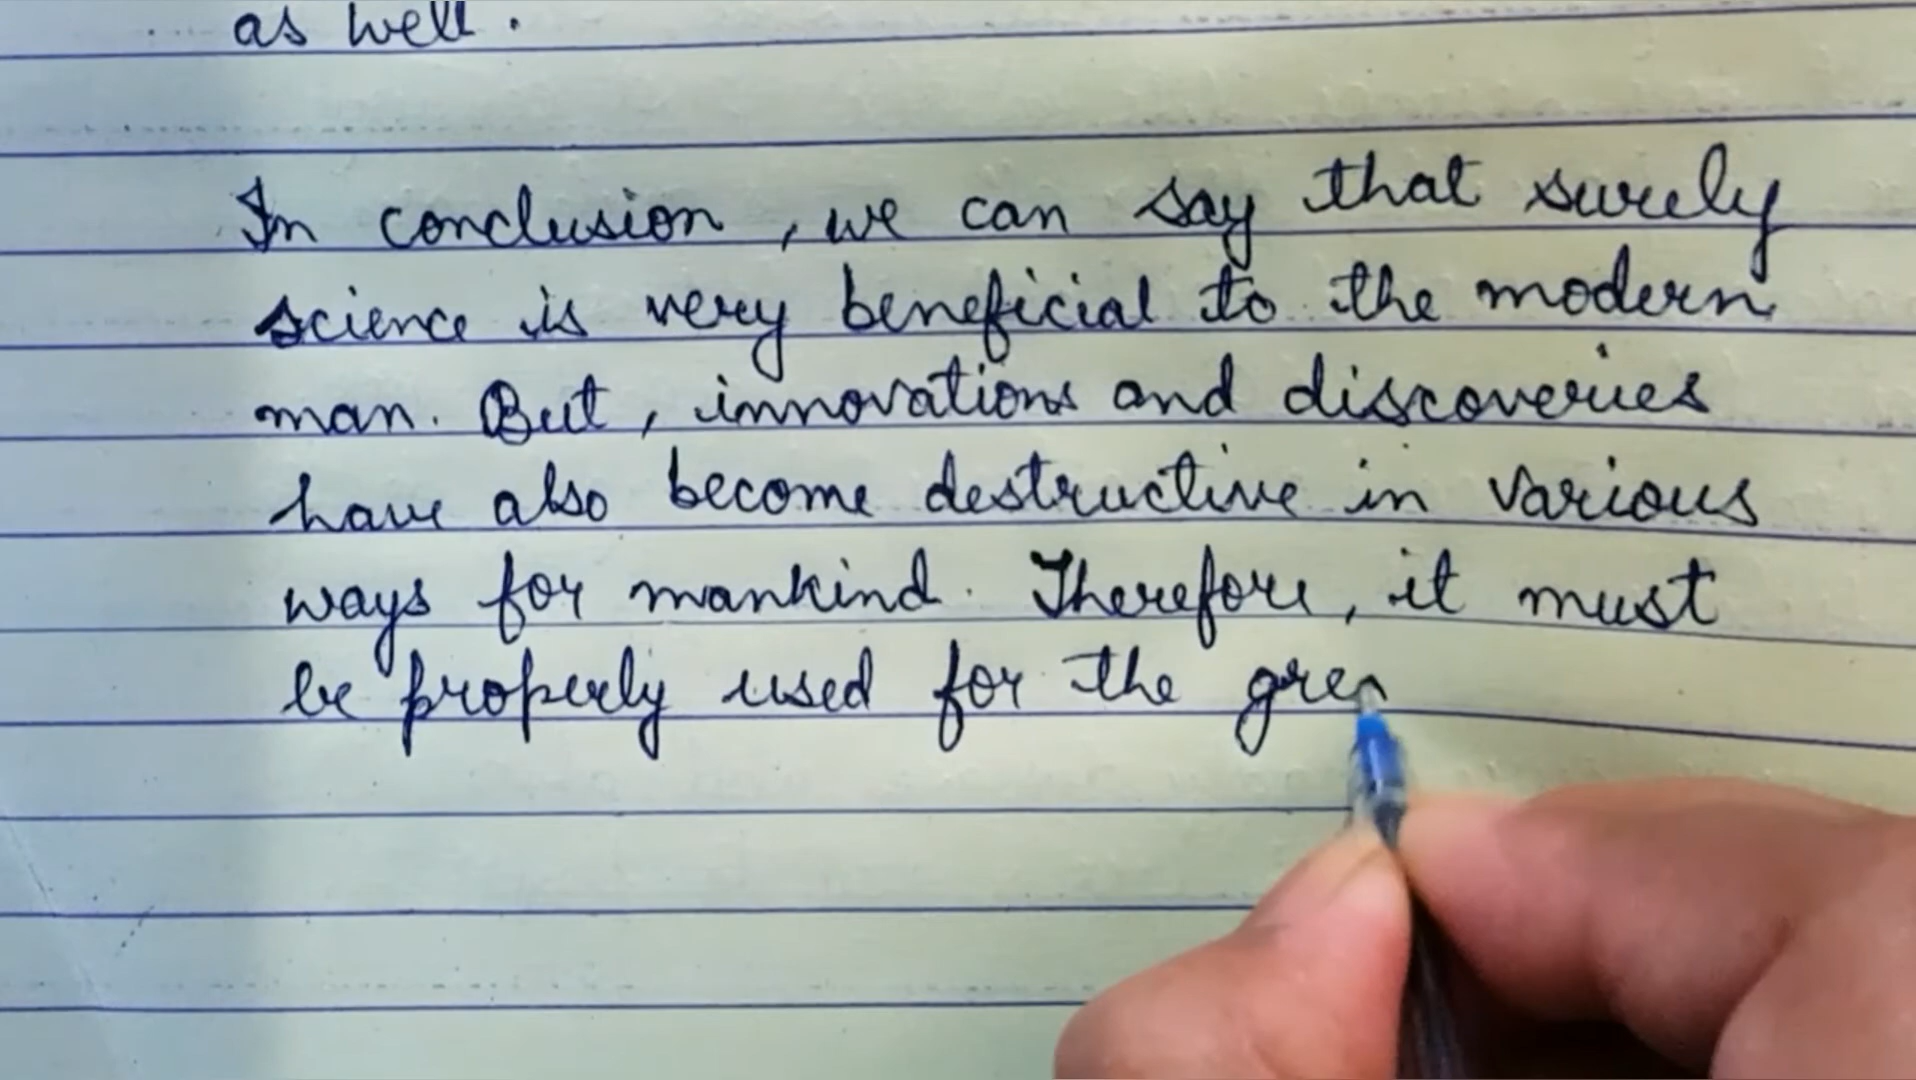 as well.
In conclusion, we can say that surely
science is very beneficial to the modern
man. But, innovations and discoveries
have also become destructive in various
ways for mankind. Therefore, it must
be properly used for the grea